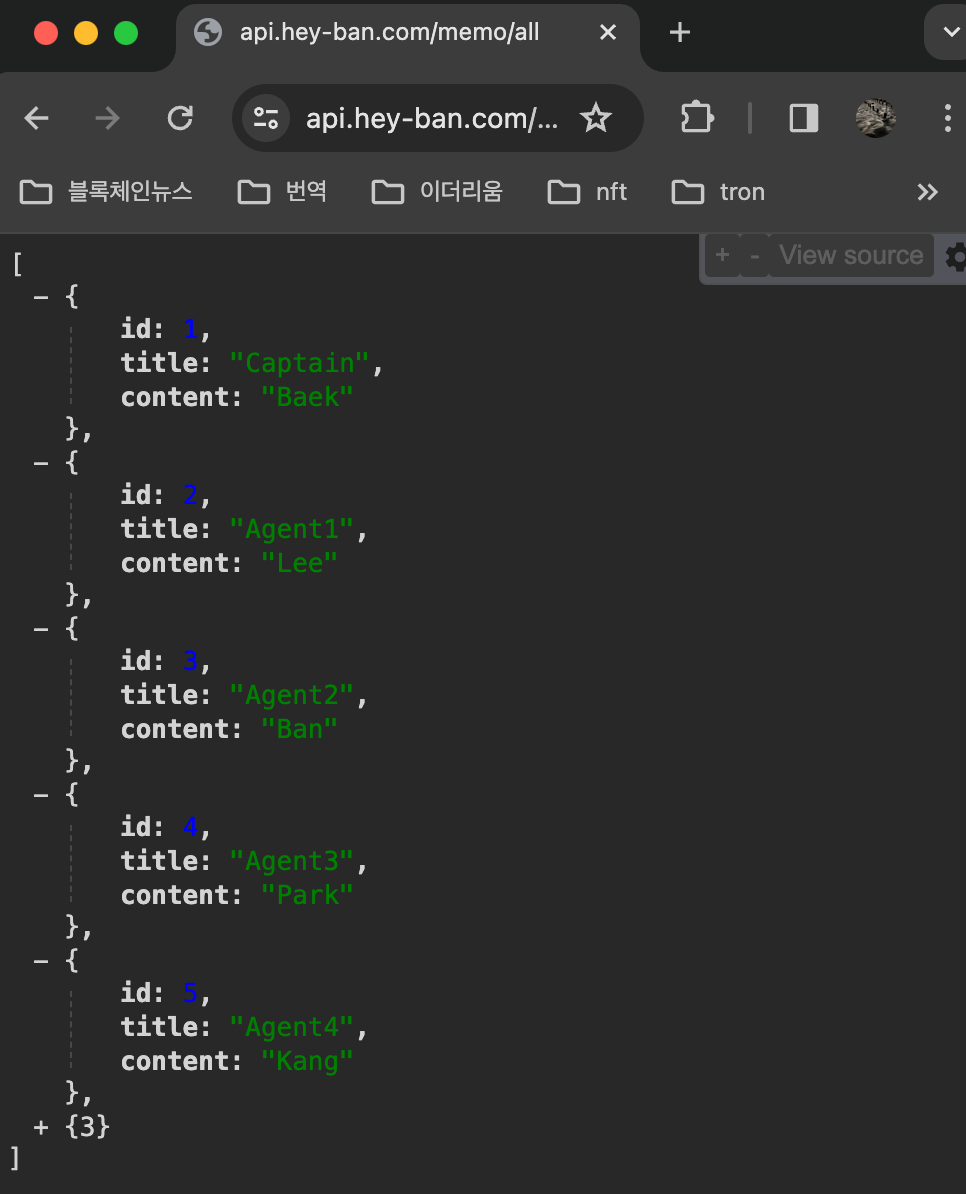 api.hey-ban.com/memo/all
api.hey-ban.com/...
블록체인뉴스 번역 이더리움 nft tron
+ - View source
[
- {
id: 1,
title: "Captain",
content: "Baek"
},
- {
id: 2,
title: "Agent1",
content: "Lee"
},
- {
id: 3,
title: "Agent2",
content: "Ban"
},
- {
id: 4,
title: "Agent3",
content: "Park"
},
- {
id: 5,
title: "Agent4",
content: "Kang"
},
+ {3}
]